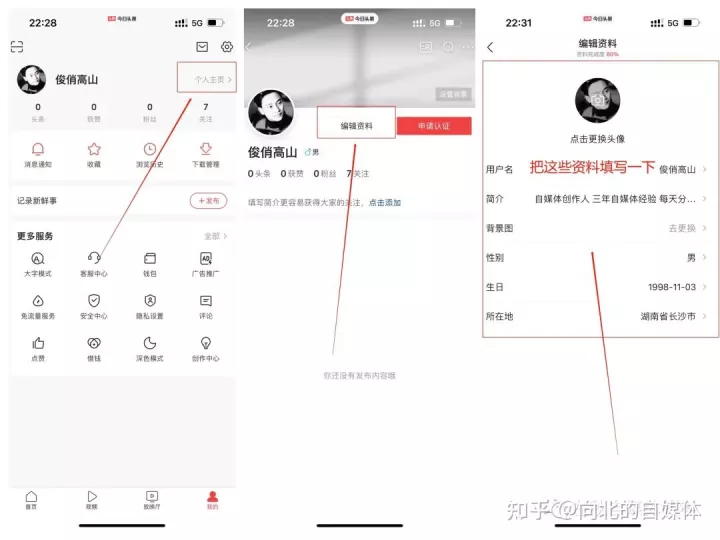 22:28
今日头条
5G
俊俏高山
个人主页
0 0 0 7
头条 获赞 粉丝 关注
消息通知 收藏 浏览历史 下载管理
记录新鲜事
+发布
更多服务
全部
大字模式 客服中心 钱包 广告推广
免流量服务 安全中心 隐私设置 评论
点赞 借钱 深色模式 创作中心
首页 视频 放映厅 我的
22:28
今日头条
5G
设置背景
编辑资料
申请认证
俊俏高山 男
0头条 0获赞 0粉丝 7关注
填写简介更容易获得大家的关注，点击添加
你还没有发布内容哦
22:31
今日头条
5G
编辑资料
资料完成度 80%
点击更换头像
用户名 把这些资料填写一下 俊俏高山
简介 自媒体创作人 三年自媒体经验 每天分...
背景图 去更换
性别 男
生日 1998-11-03
所在地 湖南省长沙市
知乎 @向北的自媒体